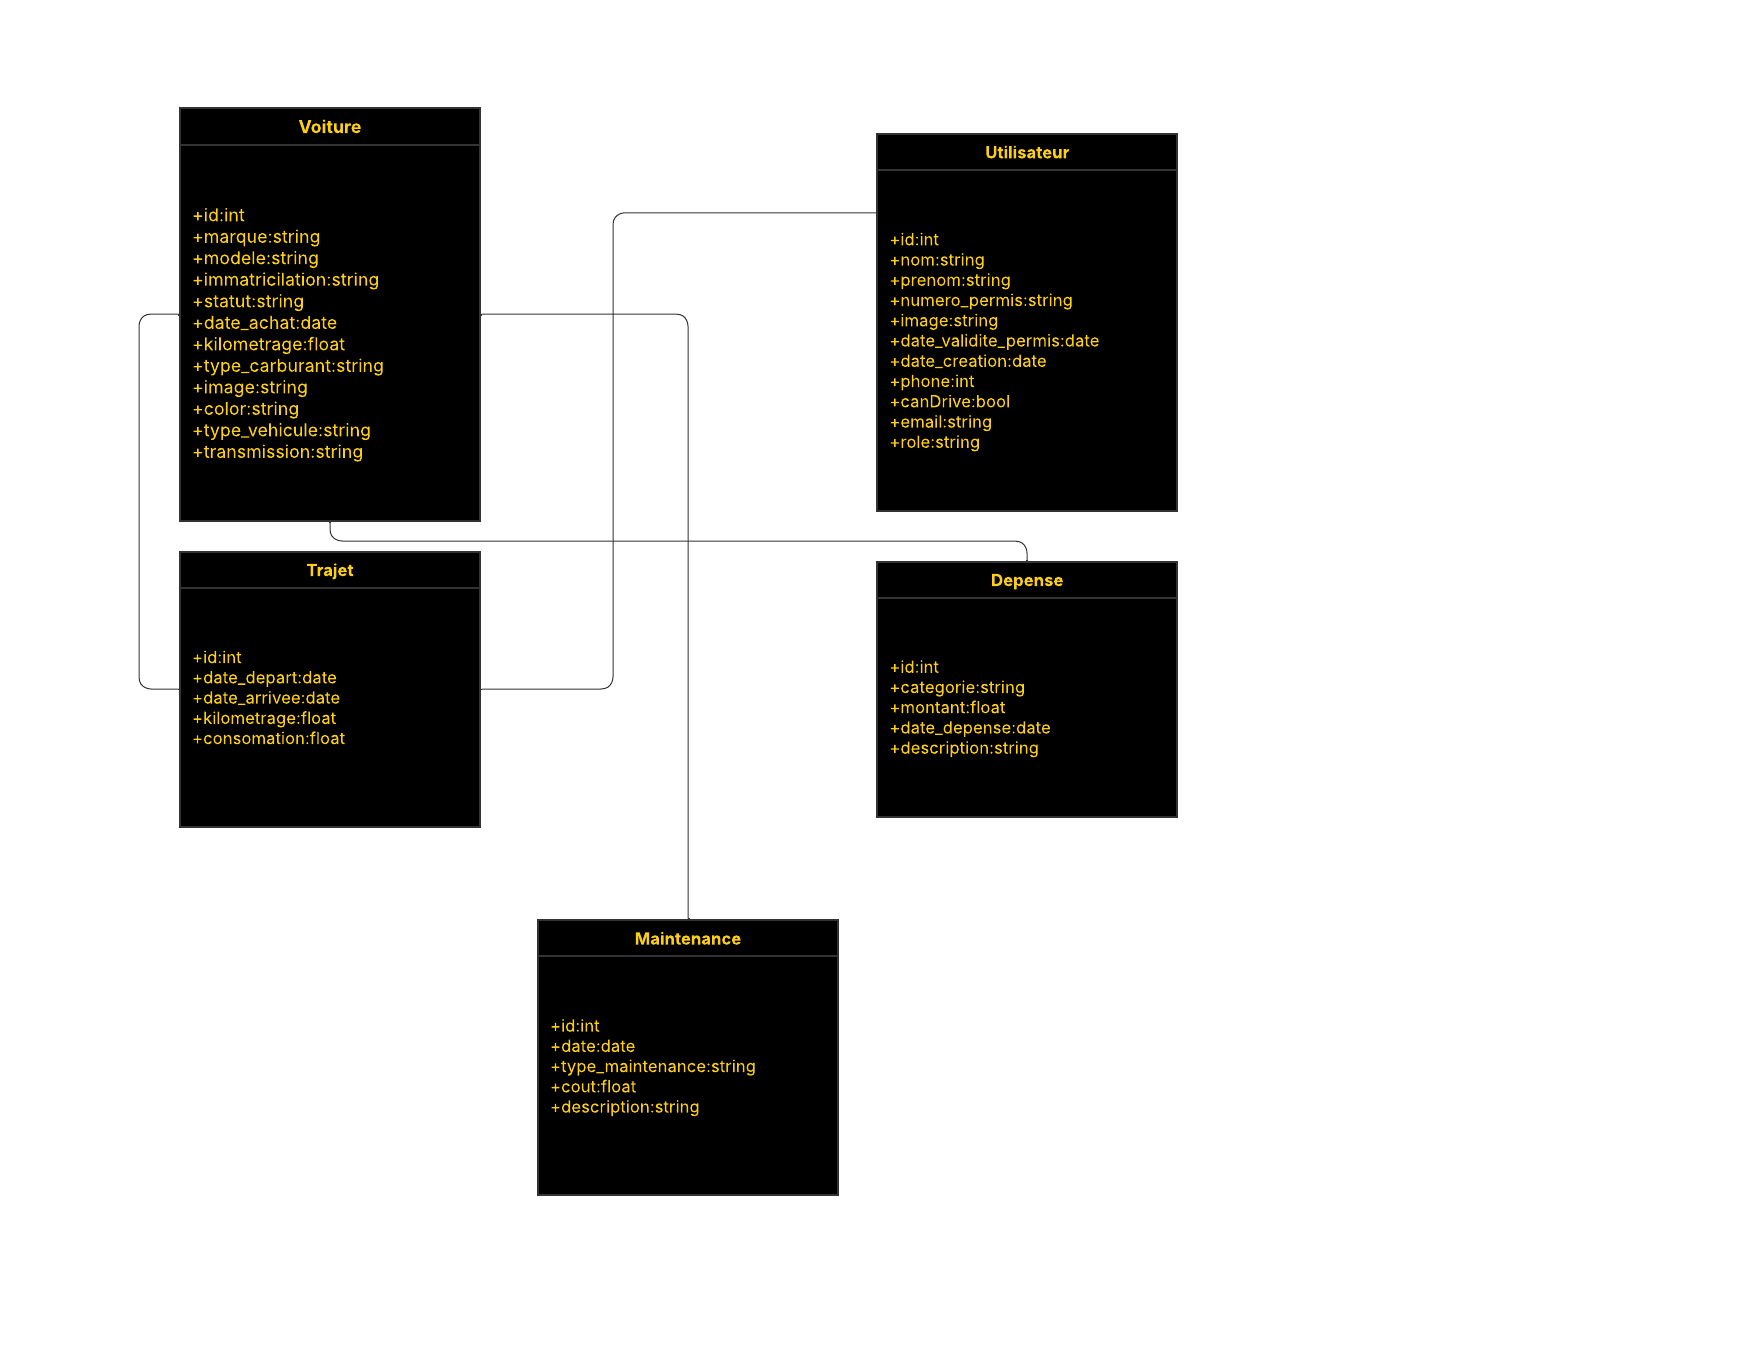 Voiture
+id:int
+marque:string
+modele:string
+immatricilation:string
+statut:string
+date_achat:date
+kilometrage:float
+type_carburant:string
+image:string
+color:string
+type_vehicule:string
+transmission:string
Utilisateur
+id:int
+nom:string
+prenom:string
+numero_permis:string
+image:string
+date_validite_permis:date
+date_creation:date
+phone:int
+canDrive:bool
+email:string
+role:string
Trajet
+id:int
+date_depart:date
+date_arrivee:date
+kilometrage:float
+consomation:float
Depense
+id:int
+categorie:string
+montant:float
+date_depense:date
+description:string
Maintenance
+id:int
+date:date
+type_maintenance:string
+cout:float
+description:string